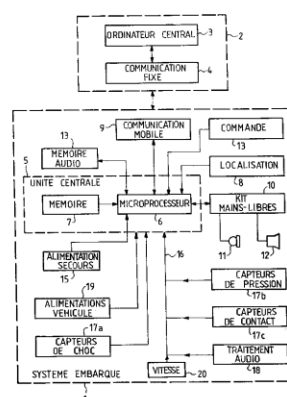 ORDINATEUR CENTRAL
3
2
COMMUNICATION
FIXE
4
9
COMMUNICATION
MOBILE
COMMANDE
13
13
MEMOIRE
AUDIO
LOCALISATION
8
5
UNITE CENTRALE
10
MEMOIRE
7
MICROPROCESSEUR
6
KIT
MAINS-LIBRES
11
12
ALIMENTATION
SECOURS
15
16
19
ALIMENTATIONS
VEHICULE
CAPTEURS
DE PRESSION
17b
17a
CAPTEURS
DE CHOC
CAPTEURS
DE CONTACT
17c
TRAITEMENT
AUDIO
18
VITESSE
20
SYSTEME EMBARQUE